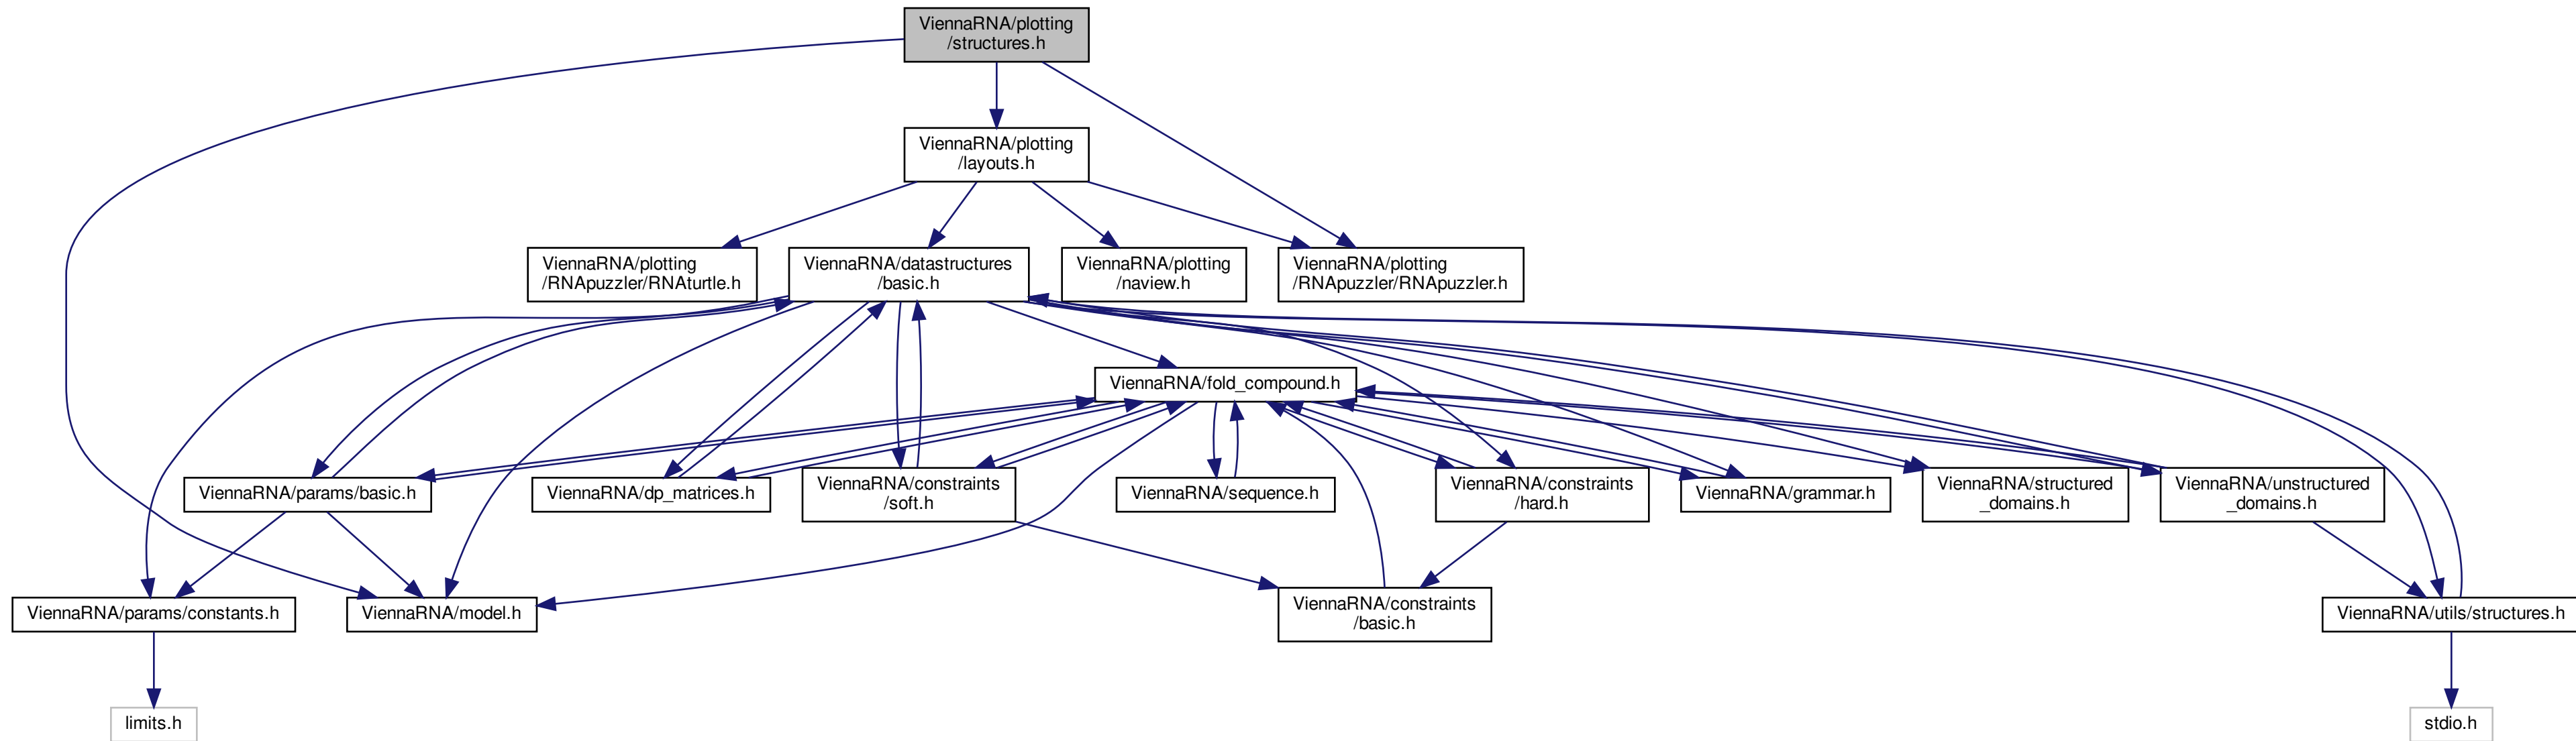 ViennaRNA/plotting
/structures.h
ViennaRNA/plotting
/layouts.h
ViennaRNA/plotting
/RNApuzzler/RNAturtle.h
ViennaRNA/datastructures
/basic.h
ViennaRNA/plotting
/naview.h
ViennaRNA/plotting
/RNApuzzler/RNApuzzler.h
ViennaRNA/fold_compound.h
ViennaRNA/params/basic.h
ViennaRNA/dp_matrices.h
ViennaRNA/constraints
/soft.h
ViennaRNA/sequence.h
ViennaRNA/constraints
/hard.h
ViennaRNA/grammar.h
ViennaRNA/structured
_domains.h
ViennaRNA/unstructured
_domains.h
ViennaRNA/params/constants.h
ViennaRNA/model.h
ViennaRNA/constraints
/basic.h
ViennaRNA/utils/structures.h
limits.h
stdio.h